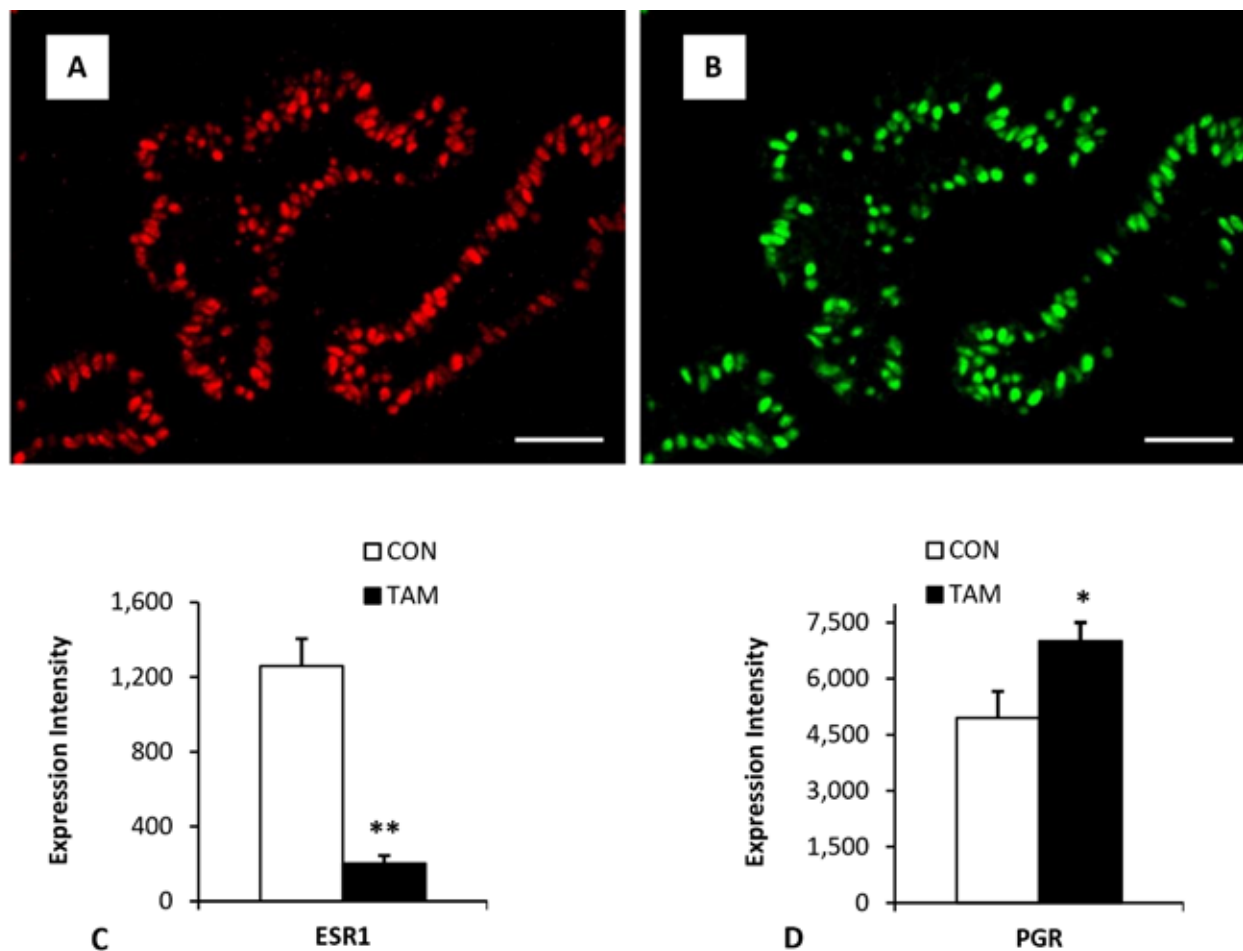 A
B
CON
TAM
1,600
1,200
800
400
0
Expression Intensity
**
ESR1
C
CON
TAM
7,500
6,000
4,500
3,000
1,500
0
Expression Intensity
*
PGR
D